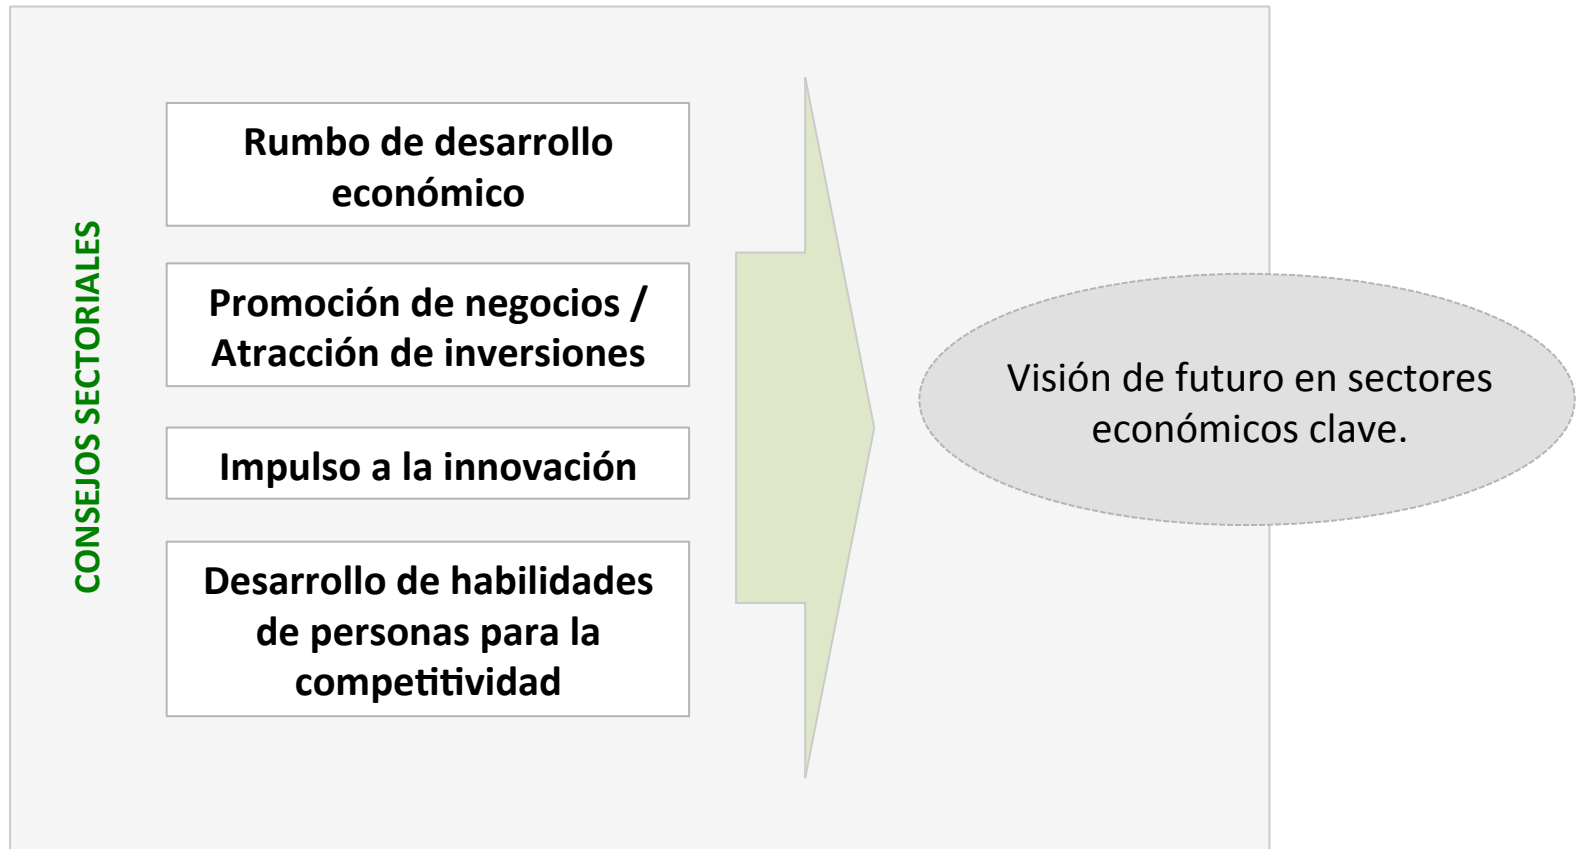 CONSEJOS SECTORIALES
Rumbo de desarrollo
económico
Promoción de negocios /
Atracción de inversiones
Impulso a la innovación
Desarrollo de habilidades
de personas para la
competitividad
Visión de futuro en sectores
económicos clave.